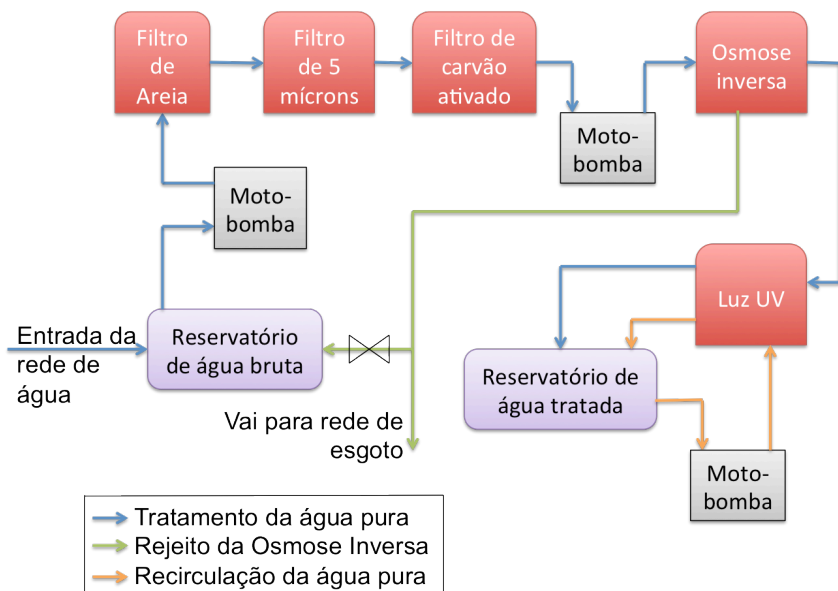 Filtro
de
Areia
Filtro
de 5
mícrons
Filtro de
carvão
ativado
Osmose
inversa
Moto-
bomba
Moto-
bomba
Luz UV
Entrada da
rede de
água
Reservatório
de água bruta
Reservatório de
água tratada
Vai para rede de
esgoto
Moto-
bomba
Tratamento da água pura
Rejeito da Osmose Inversa
Recirculação da água pura